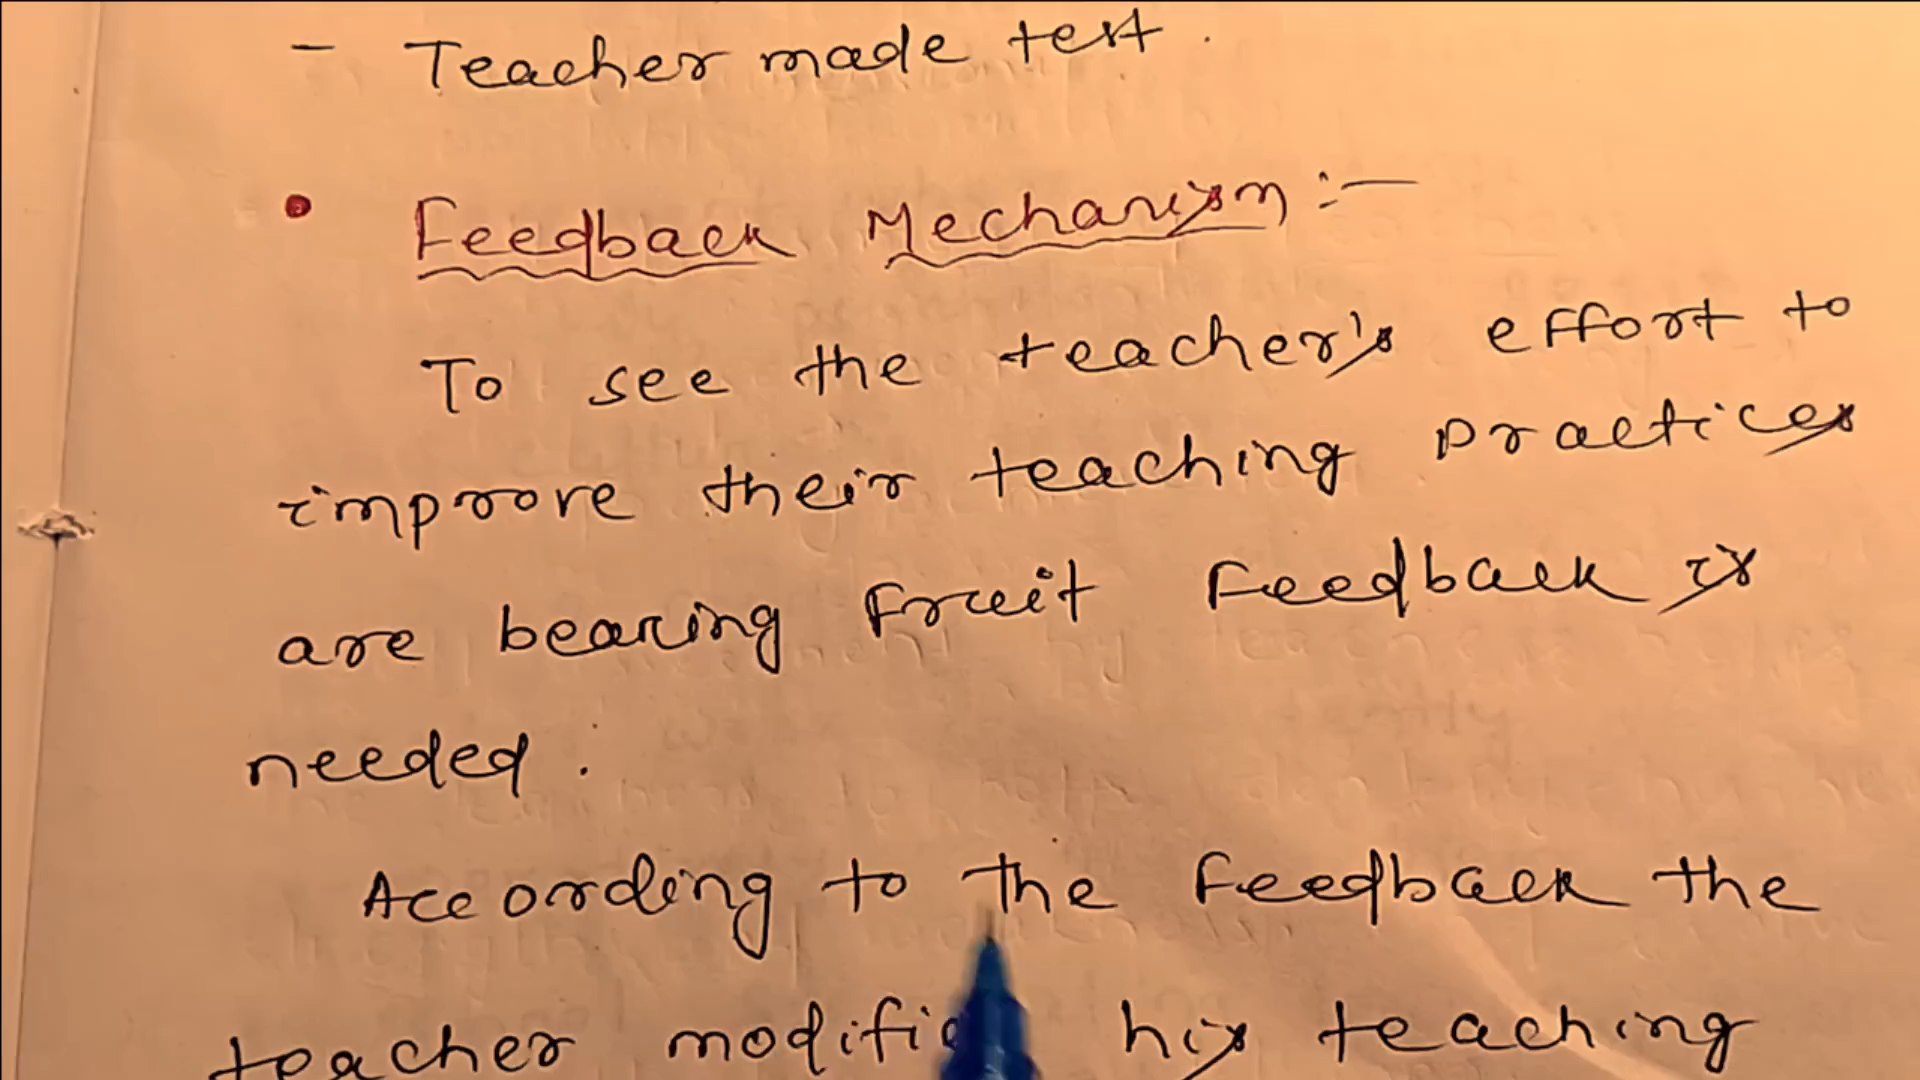 - Teacher made test.
• Feedback Mechanism :-
To see the teacher's effort to
improve their teaching practices
are bearing fruit feedback is
needed.
According to the feedback the
teacher his teaching